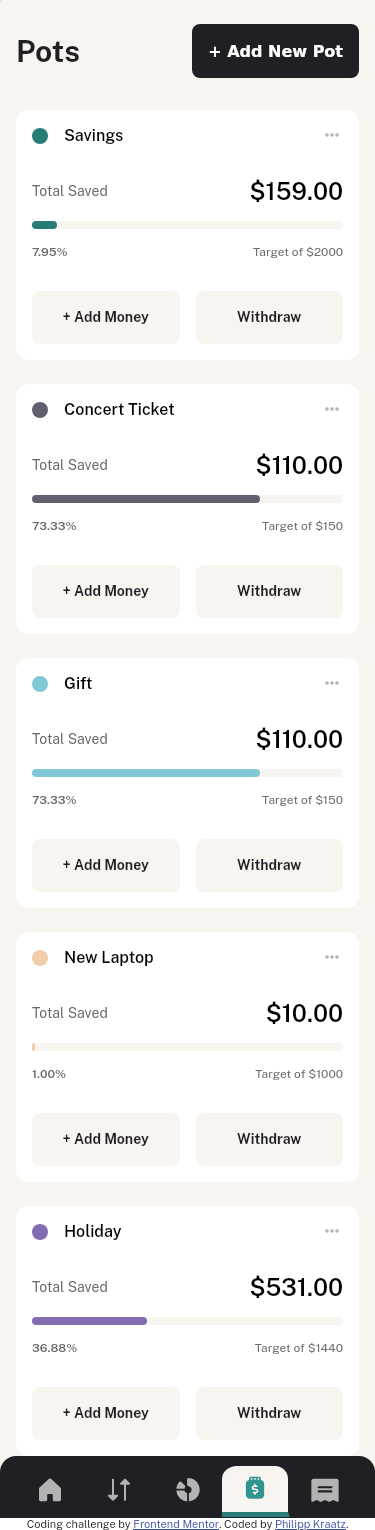 Pots
+ Add New Pot
Savings
Total Saved
$159.00
7.95%
Target of $2000
+ Add Money
Withdraw
Concert Ticket
Total Saved
$110.00
73.33%
Target of $150
+ Add Money
Withdraw
Gift
Total Saved
$110.00
73.33%
Target of $150
+ Add Money
Withdraw
New Laptop
Total Saved
$10.00
1.00%
Target of $1000
+ Add Money
Withdraw
Holiday
Total Saved
$531.00
36.88%
Target of $1440
+ Add Money
Withdraw
Coding challenge by Frontend Mentor. Coded by Philipp Kraatz.